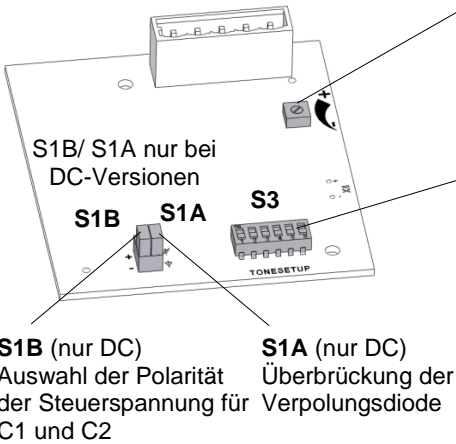 S1B/ S1A nur bei
DC-Versionen
S1B
S1A
S3
+
-
+
-
TONESETUP
S1B (nur DC)
Auswahl der Polarität
der Steuerspannung für
C1 und C2
S1A (nur DC)
Überbrückung der
Verpolungsdiode